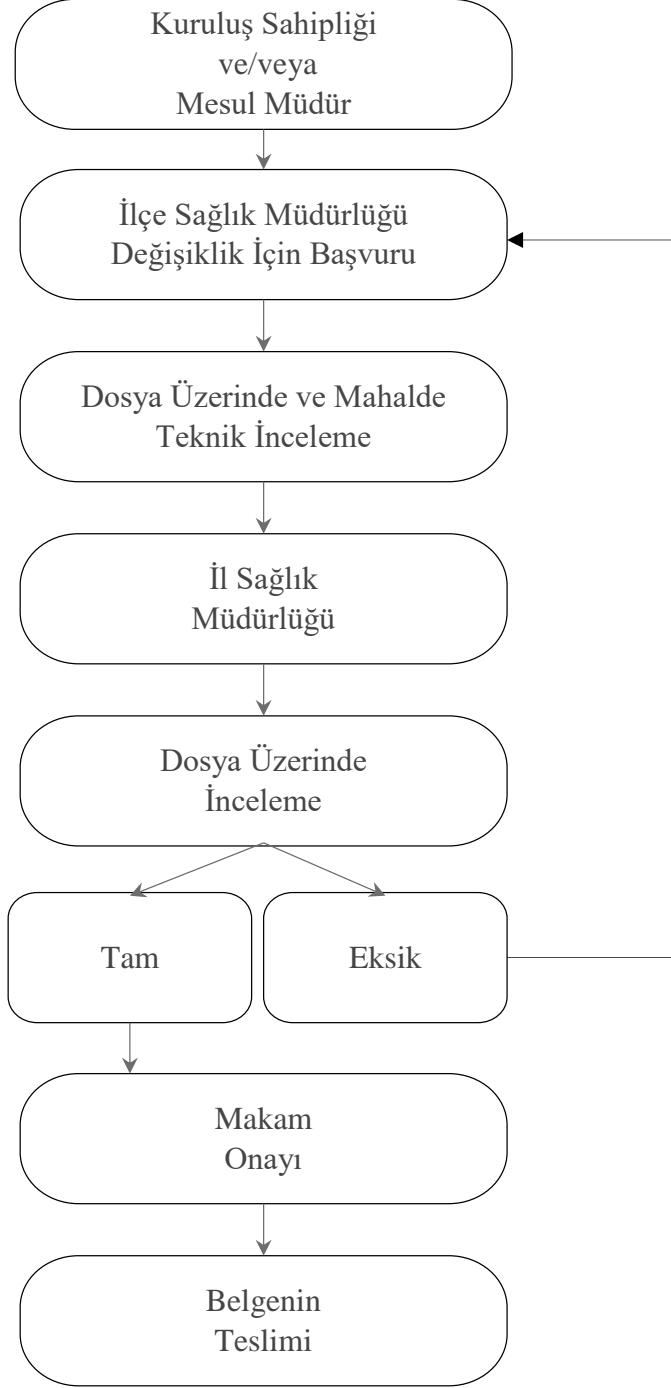 Kuruluş Sahipliği
ve/veya
Mesul Müdür
İlçe Sağlık Müdürlüğü
Değişiklik İçin Başvuru
Dosya Üzerinde ve Mahalde
Teknik İnceleme
İl Sağlık
Müdürlüğü
Dosya Üzerinde
İnceleme
Tam
Eksik
Makam
Onayı
Belgenin
Teslimi